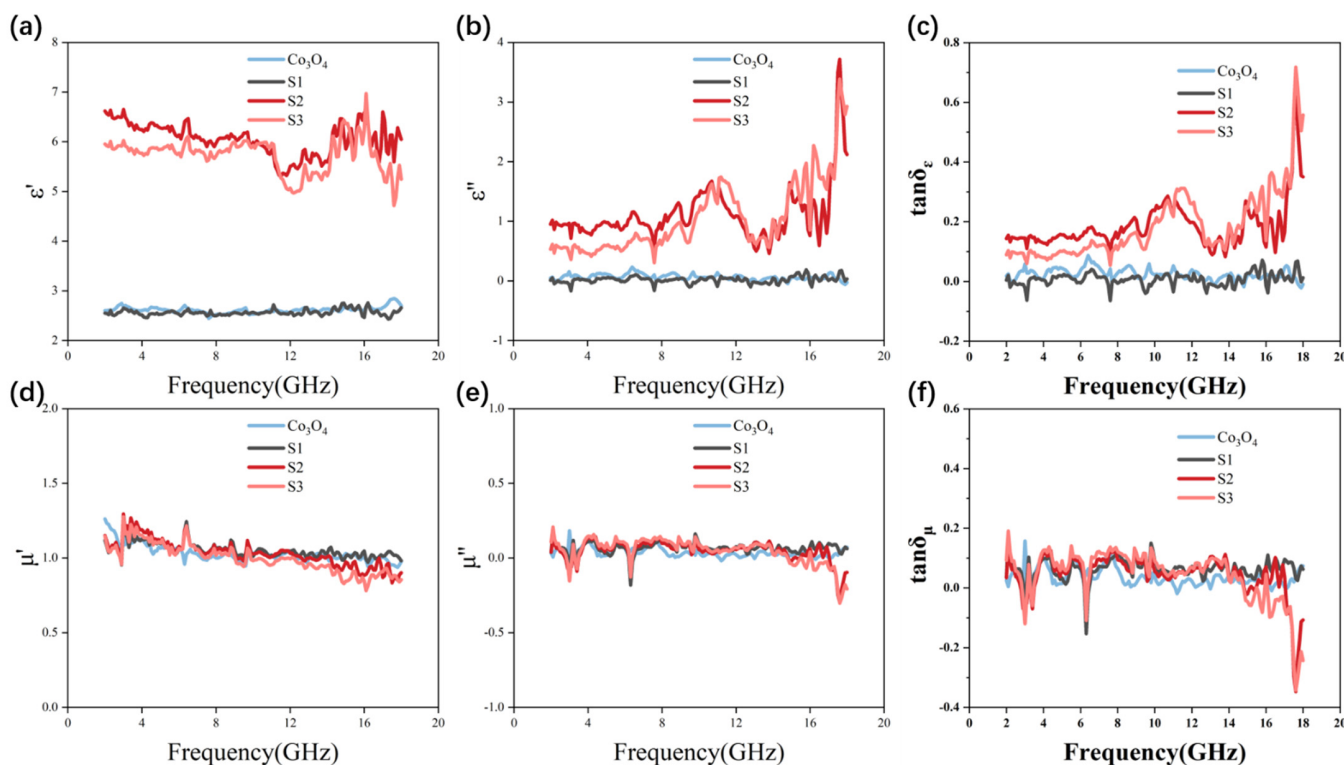 (a)
8
7
6
5
4
3
2
ε'
Co₃O₄
S1
S2
S3
0 4 8 12 16 20
Frequency(GHz)
(b)
4
3
2
1
0
-1
ε''
Co₃O₄
S1
S2
S3
0 4 8 12 16 20
Frequency(GHz)
(c)
0.8
0.6
0.4
0.2
0.0
-0.2
tanδε
Co₃O₄
S1
S2
S3
0 2 4 6 8 10 12 14 16 18 20
Frequency(GHz)
(d)
2.0
1.5
1.0
0.5
0.0
μ'
Co₃O₄
S1
S2
S3
0 4 8 12 16 20
Frequency(GHz)
(e)
1.0
0.5
0.0
-0.5
-1.0
μ''
Co₃O₄
S1
S2
S3
0 4 8 12 16 20
Frequency(GHz)
(f)
0.6
0.4
0.2
0.0
-0.2
-0.4
tanδμ
Co₃O₄
S1
S2
S3
0 2 4 6 8 10 12 14 16 18 20
Frequency(GHz)